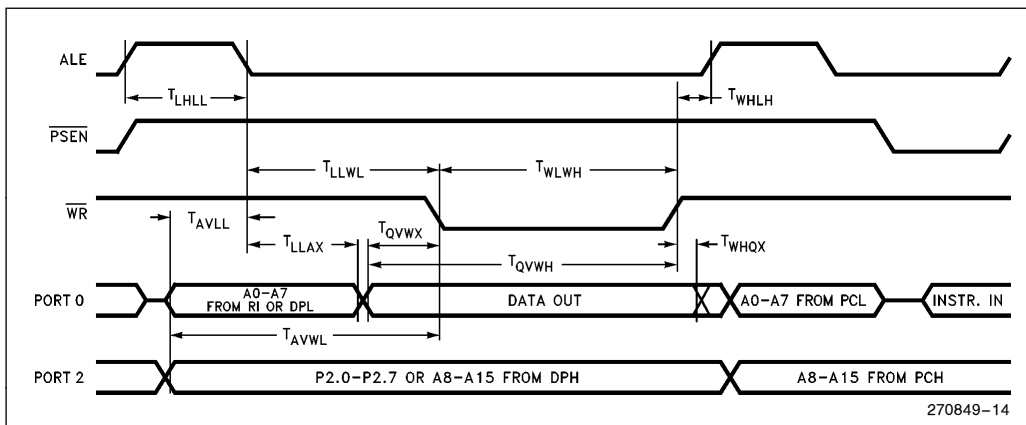 ALE
TLHLL
TWHLH
PSEN
TLLWL
TWLWH
WR
TAVLL
TLLAX
TQVWX
TQVWH
TWHQX
PORT 0
A0-A7
FROM RI OR DPL
DATA OUT
A0-A7 FROM PCL
INSTR. IN
TAVWL
PORT 2
P2.0-P2.7 OR A8-A15 FROM DPH
A8-A15 FROM PCH
270849-14